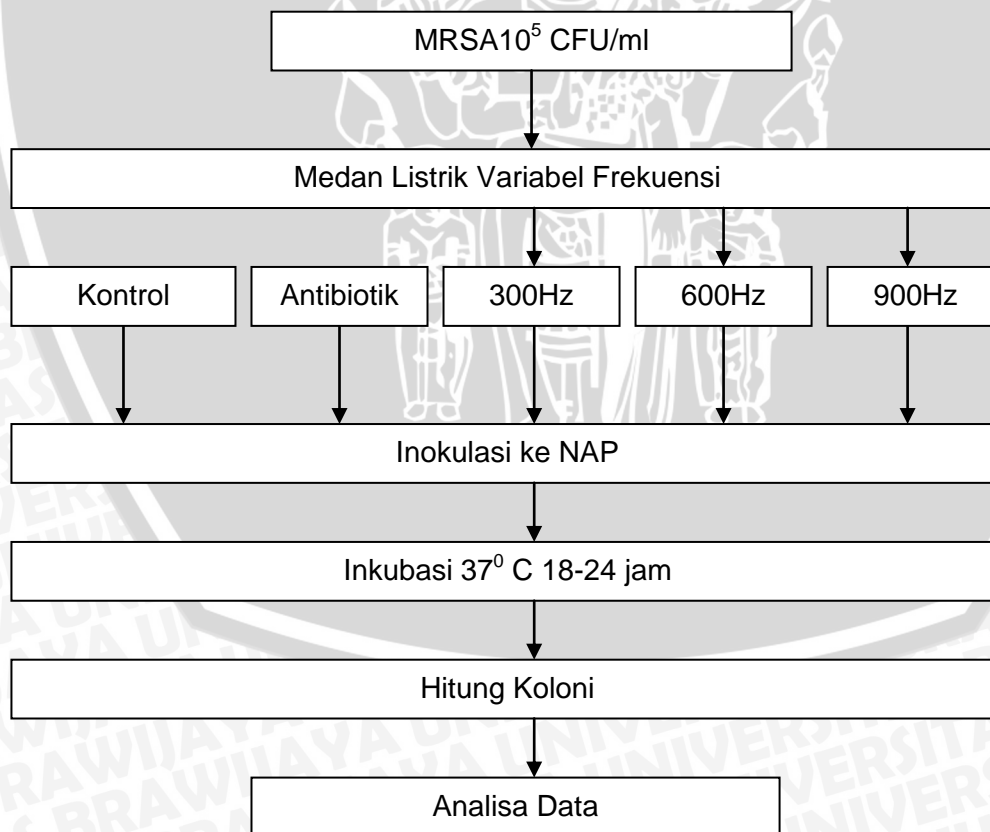 MRSA10⁵ CFU/ml
Medan Listrik Variabel Frekuensi
Kontrol
Antibiotik
300Hz
600Hz
900Hz
Inokulasi ke NAP
Inkubasi 37⁰ C 18-24 jam
Hitung Koloni
Analisa Data